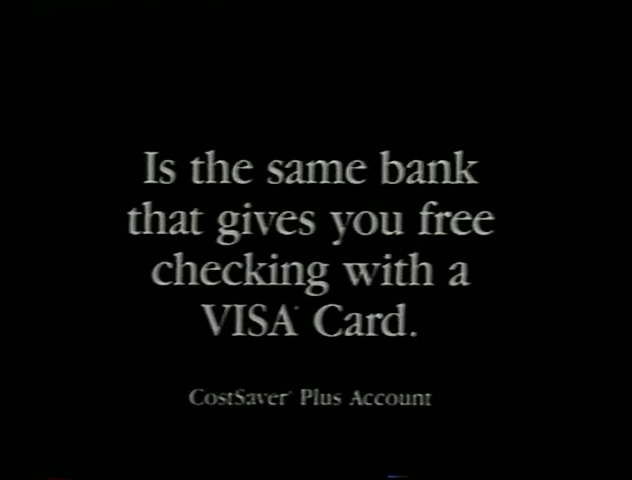 Is the same bank
that gives you free
checking with a
VISA® Card.
CostSaver® Plus Account